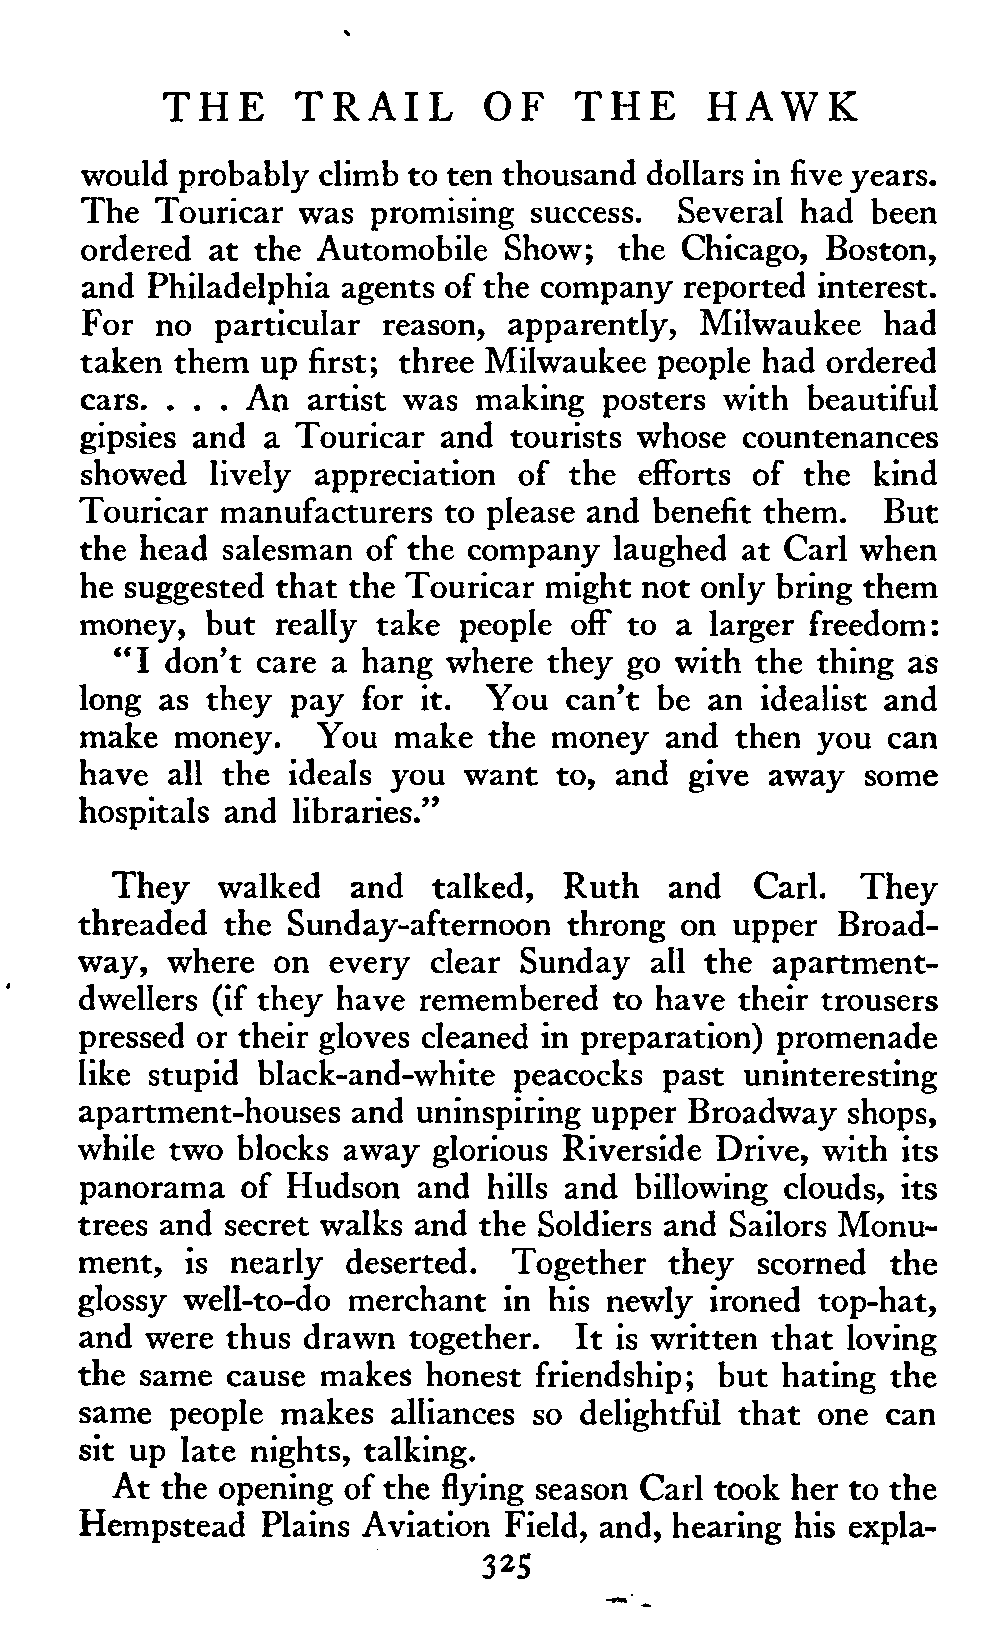 THE TRAIL OF THE HAWK
would probably climb to ten thousand dollars in five years.
The Touricar was promising success. Several had been
ordered at the Automobile Show; the Chicago, Boston,
and Philadelphia agents of the company reported interest.
For no particular reason, apparently, Milwaukee had
taken them up first; three Milwaukee people had ordered
cars. . . . An artist was making posters with beautiful
gipsies and a Touricar and tourists whose countenances
showed lively appreciation of the efforts of the kind
Touricar manufacturers to please and benefit them. But
the head salesman of the company laughed at Carl when
he suggested that the Touricar might not only bring them
money, but really take people off to a larger freedom:
"I don't care a hang where they go with the thing as
long as they pay for it. You can't be an idealist and
make money. You make the money and then you can
have all the ideals you want to, and give away some
hospitals and libraries."
They walked and talked, Ruth and Carl. They
threaded the Sunday-afternoon throng on upper Broad-
way, where on every clear Sunday all the apartment-
dwellers (if they have remembered to have their trousers
pressed or their gloves cleaned in preparation) promenade
like stupid black-and-white peacocks past uninteresting
apartment-houses and uninspiring upper Broadway shops,
while two blocks away glorious Riverside Drive, with its
panorama of Hudson and hills and billowing clouds, its
trees and secret walks and the Soldiers and Sailors Monu-
ment, is nearly deserted. Together they scorned the
glossy well-to-do merchant in his newly ironed top-hat,
and were thus drawn together. It is written that loving
the same cause makes honest friendship; but hating the
same people makes alliances so delightful that one can
sit up late nights, talking.
At the opening of the flying season Carl took her to the
Hempstead Plains Aviation Field, and, hearing his expla-
325